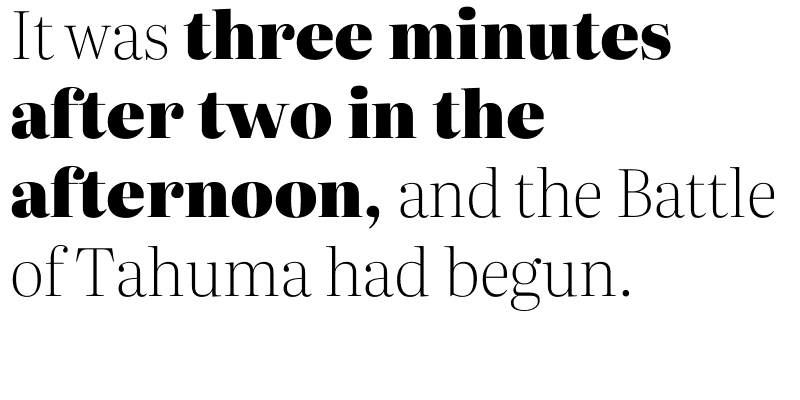 It was three minutes
after two in the
afternoon, and the Battle
of Tahuma had begun.